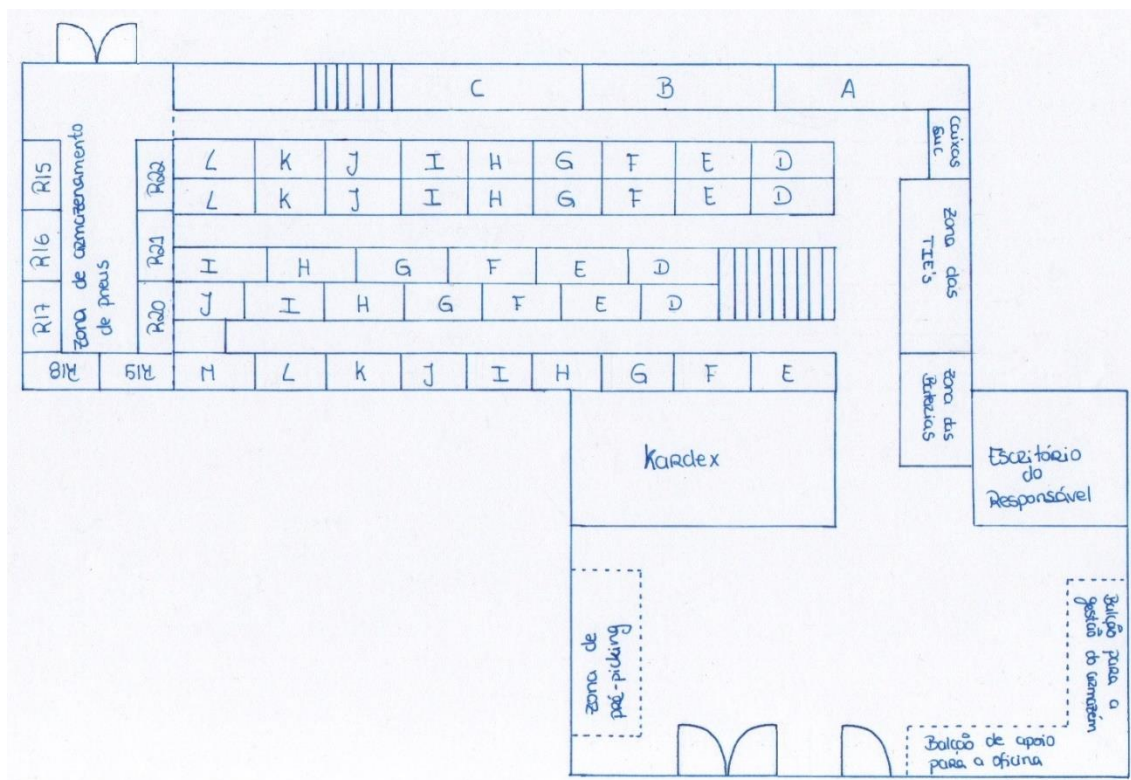 C B A
Caixas
L K J I H G F E D
L K J I H G F E D
I H G F E D
J I H G F E D
M L K J I H G F E
R15
R16
R17
R18
R19
R20
R21
R22
Zona de armazenamento
de pneus
Zona das
TIE's
Zona das
Baterias
Kardex
Escritório
do
Responsável
Zona de
pré-picking
Balcão para a
gestão do armazém
Balcão de apoio
para a oficina